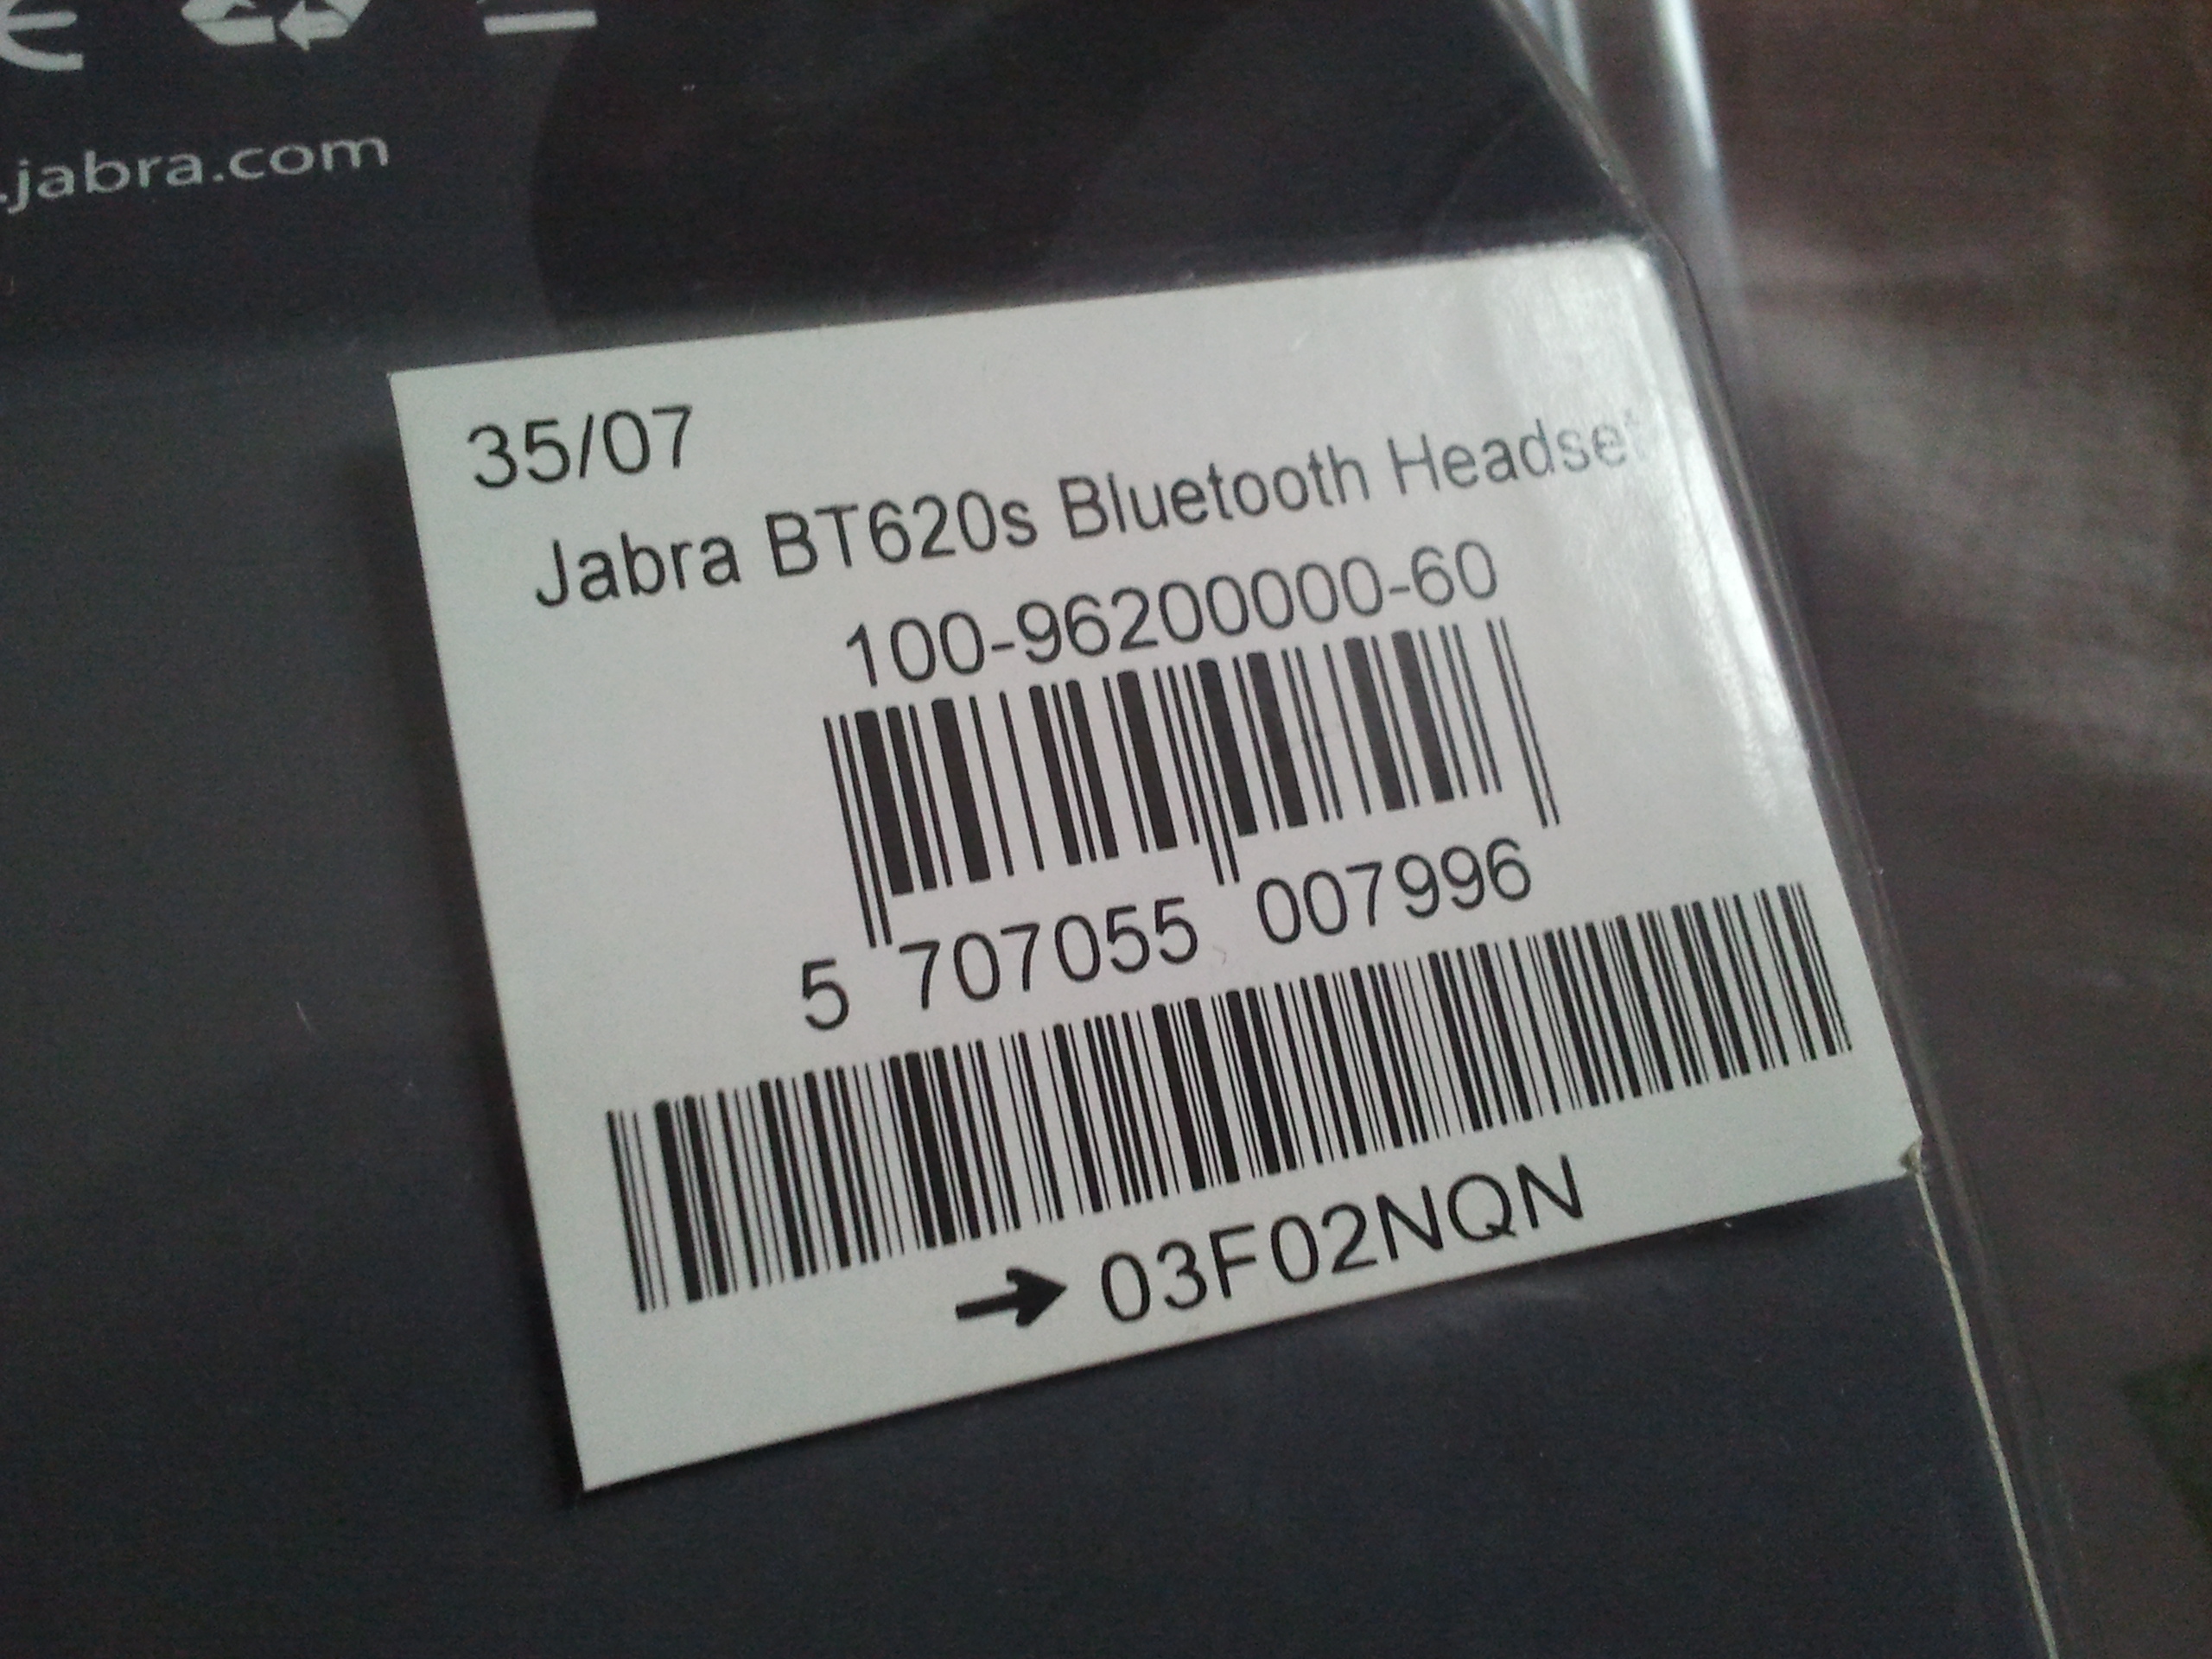 .jabra.com
35/07
Jabra BT620s Bluetooth Headset
100-96200000-60
5 707055 007996
→ 03F02NQN